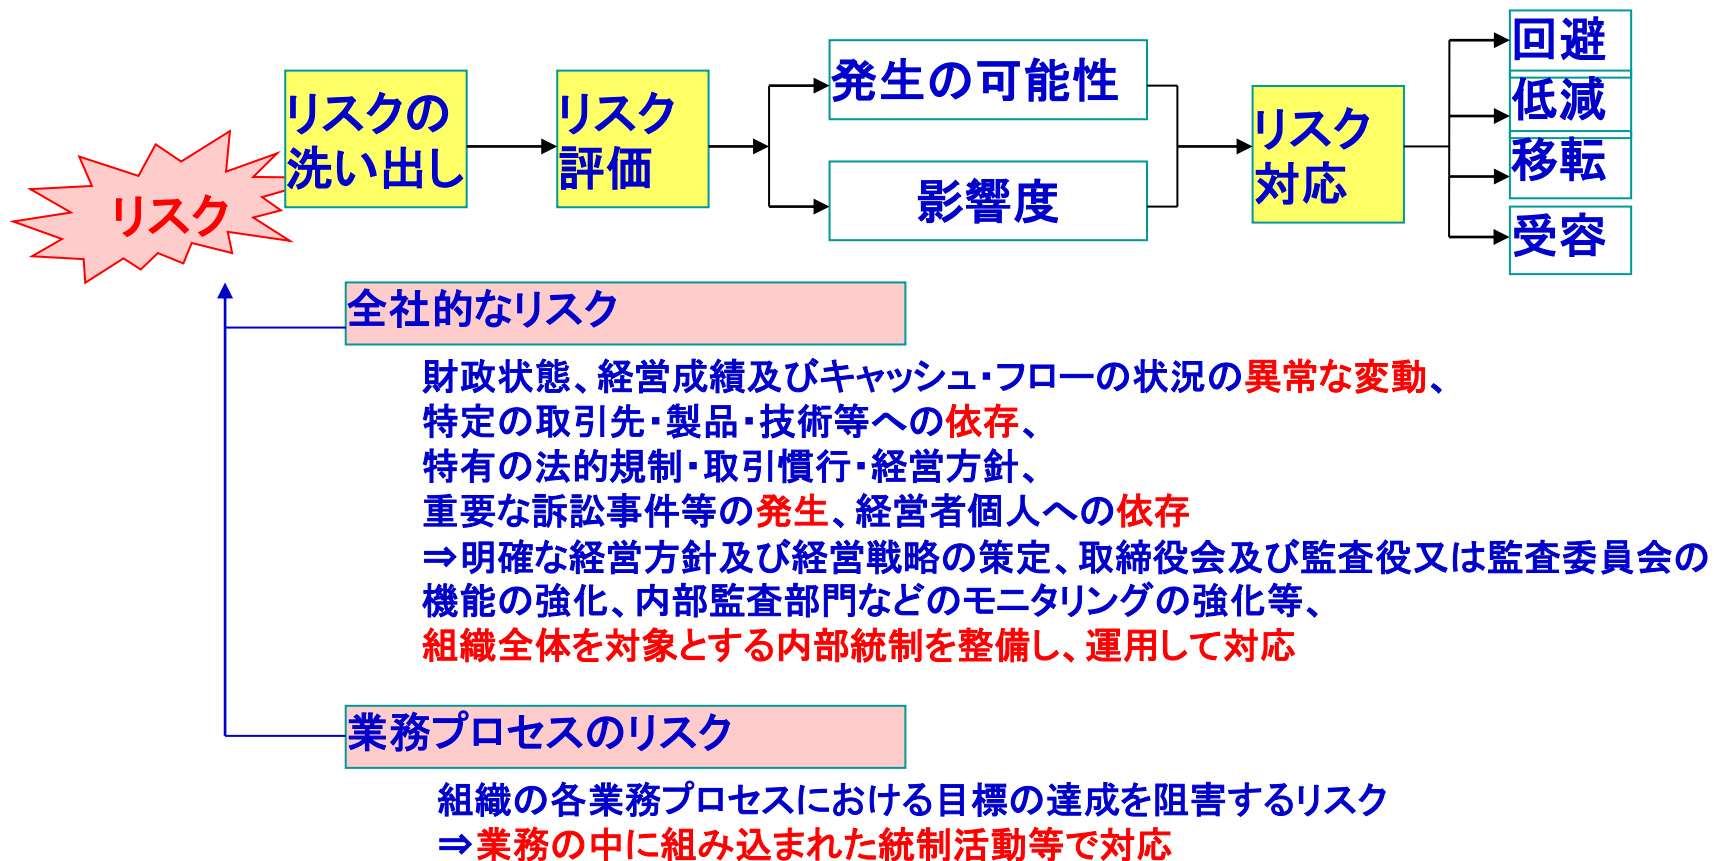 リスク
リスクの
洗い出し
リスク
評価
発生の可能性
影響度
リスク
対応
回避
低減
移転
受容
全社的なリスク
財政状態、経営成績及びキャッシュ・フローの状況の異常な変動、
特定の取引先・製品・技術等への依存、
特有の法的規制・取引慣行・経営方針、
重要な訴訟事件等の発生、経営者個人への依存
⇒明確な経営方針及び経営戦略の策定、取締役会及び監査役又は監査委員会の
機能の強化、内部監査部門などのモニタリングの強化等、
組織全体を対象とする内部統制を整備し、運用して対応
業務プロセスのリスク
組織の各業務プロセスにおける目標の達成を阻害するリスク
⇒業務の中に組み込まれた統制活動等で対応